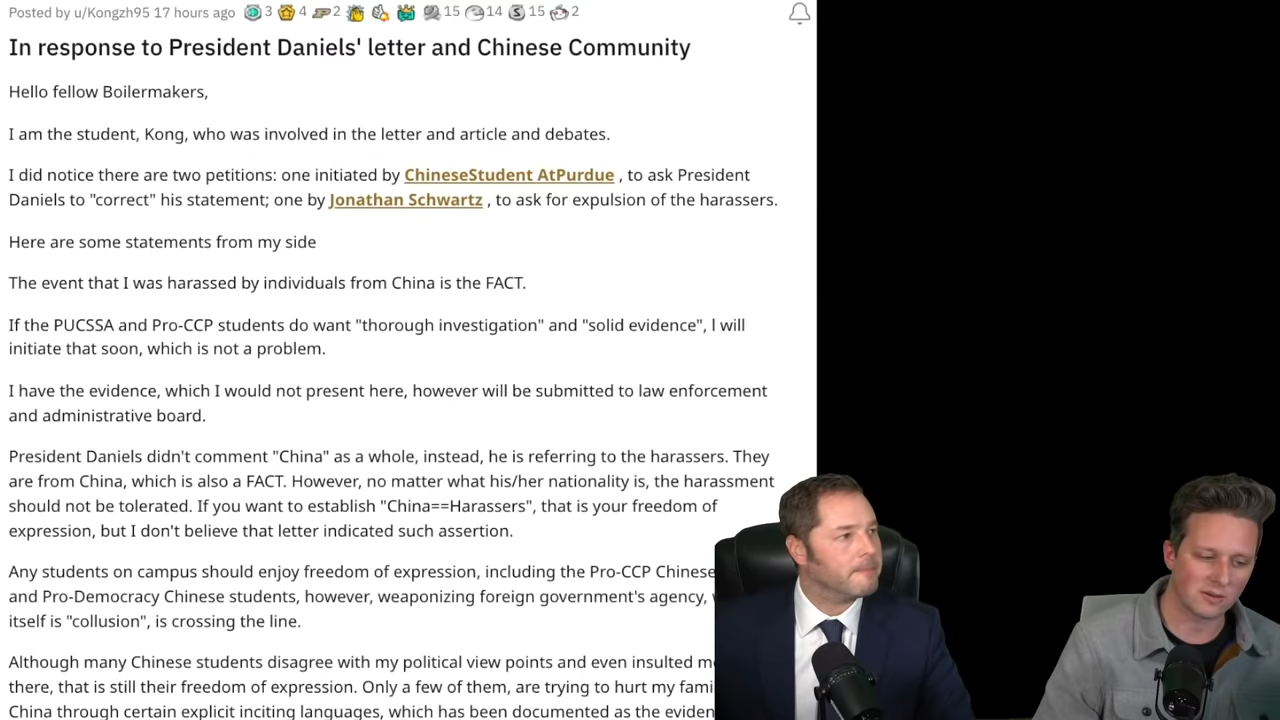 Posted by u/Kongzh95 17 hours ago 3 4 2 15 14 15 2
In response to President Daniels' letter and Chinese Community
Hello fellow Boilermakers,
I am the student, Kong, who was involved in the letter and article and debates.
I did notice there are two petitions: one initiated by ChineseStudent AtPurdue , to ask President
Daniels to "correct" his statement; one by Jonathan Schwartz , to ask for expulsion of the harassers.
Here are some statements from my side
The event that I was harassed by individuals from China is the FACT.
If the PUCSSA and Pro-CCP students do want "thorough investigation" and "solid evidence", I will
initiate that soon, which is not a problem.
I have the evidence, which I would not present here, however will be submitted to law enforcement
and administrative board.
President Daniels didn't comment "China" as a whole, instead, he is referring to the harassers. They
are from China, which is also a FACT. However, no matter what his/her nationality is, the harassment
should not be tolerated. If you want to establish "China==Harassers", that is your freedom of
expression, but I don't believe that letter indicated such assertion.
Any students on campus should enjoy freedom of expression, including the Pro-CCP Chinese
and Pro-Democracy Chinese students, however, weaponizing foreign government's agency,
itself is "collusion", is crossing the line.
Although many Chinese students disagree with my political view points and even insulted
there, that is still their freedom of expression. Only a few of them, are trying to hurt my
China through certain explicit inciting languages, which has been documented as the